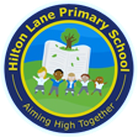 Hilton Lane Primary School
Aiming High Together